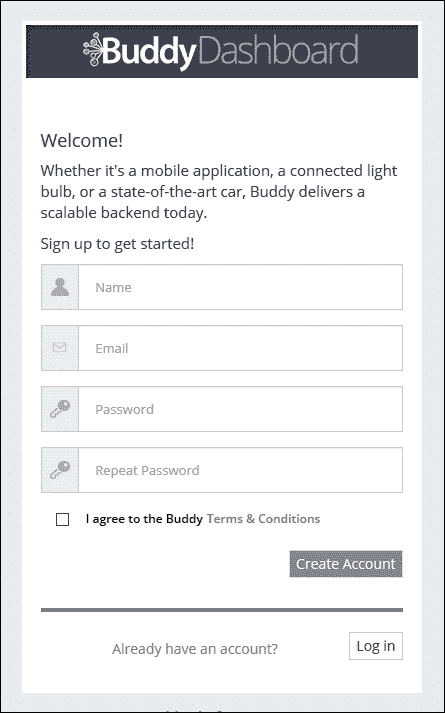 BuddyDashboard
Welcome!
Whether it's a mobile application, a connected light
bulb, or a state-of-the-art car, Buddy delivers a
scalable backend today.
Sign up to get started!
Name
Email
Password
Repeat Password
I agree to the Buddy Terms & Conditions
Create Account
Already have an account?
Log in